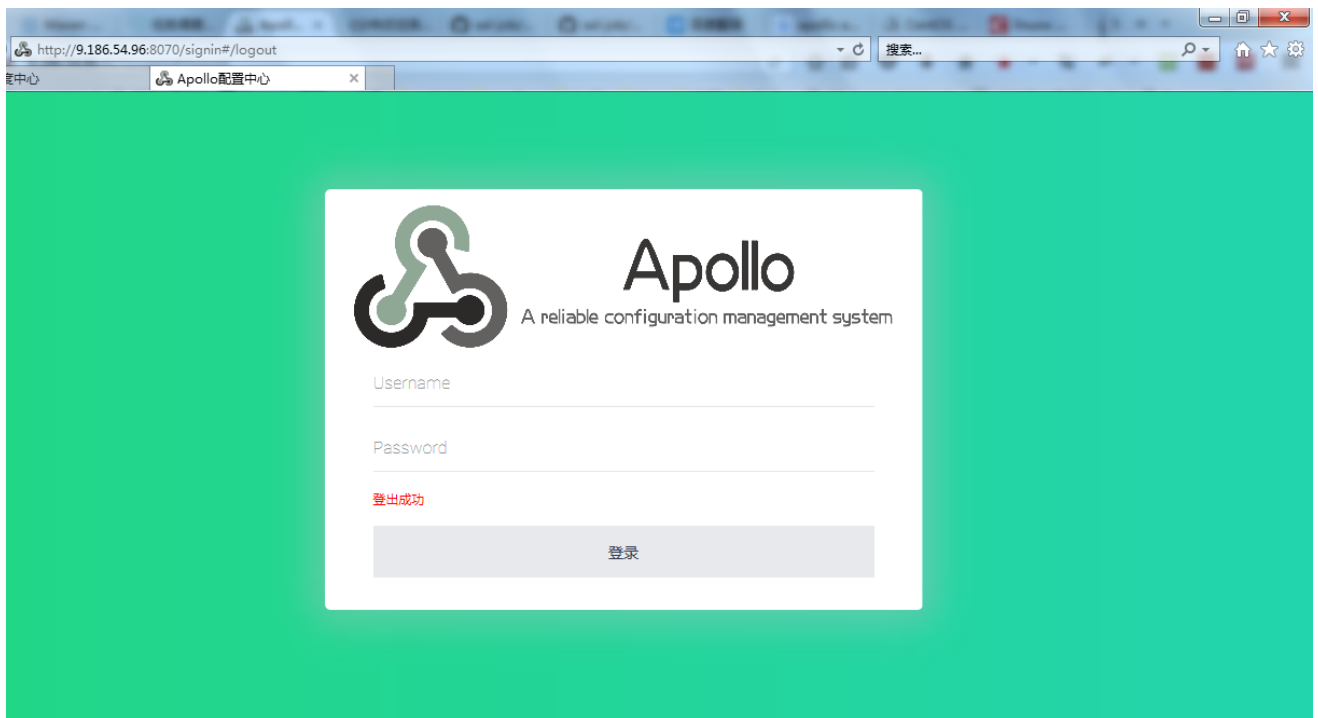 http://9.186.54.96:8070/signin#/logout
搜索...
度中心
Apollo配置中心
Apollo
A reliable configuration management system
Username
Password
登出成功
登录